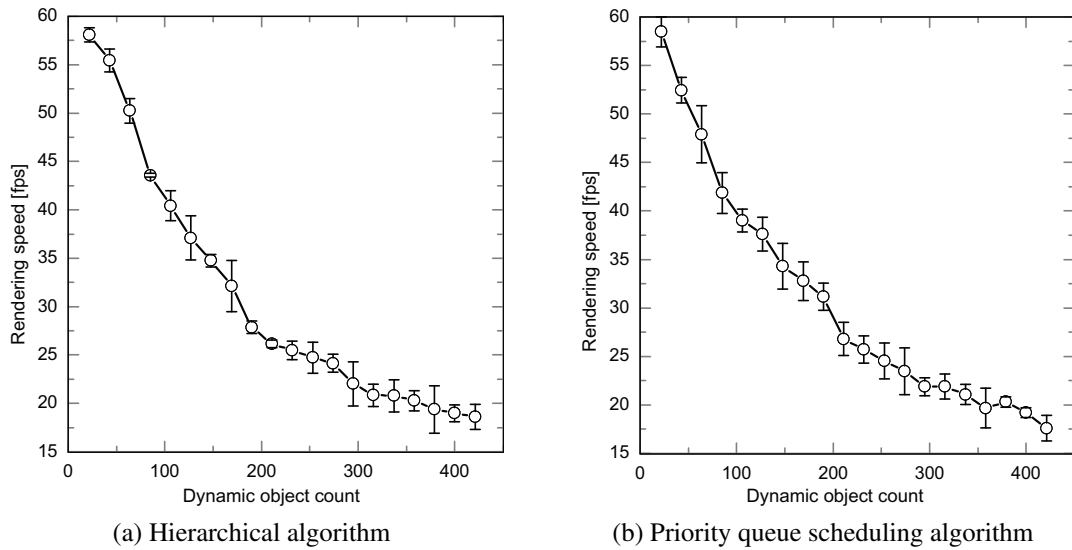 60
55
50
45
40
35
30
25
20
15
Rendering speed [fps]
0 100 200 300 400
Dynamic object count
(a) Hierarchical algorithm
60
55
50
45
40
35
30
25
20
15
Rendering speed [fps]
0 100 200 300 400
Dynamic object count
(b) Priority queue scheduling algorithm